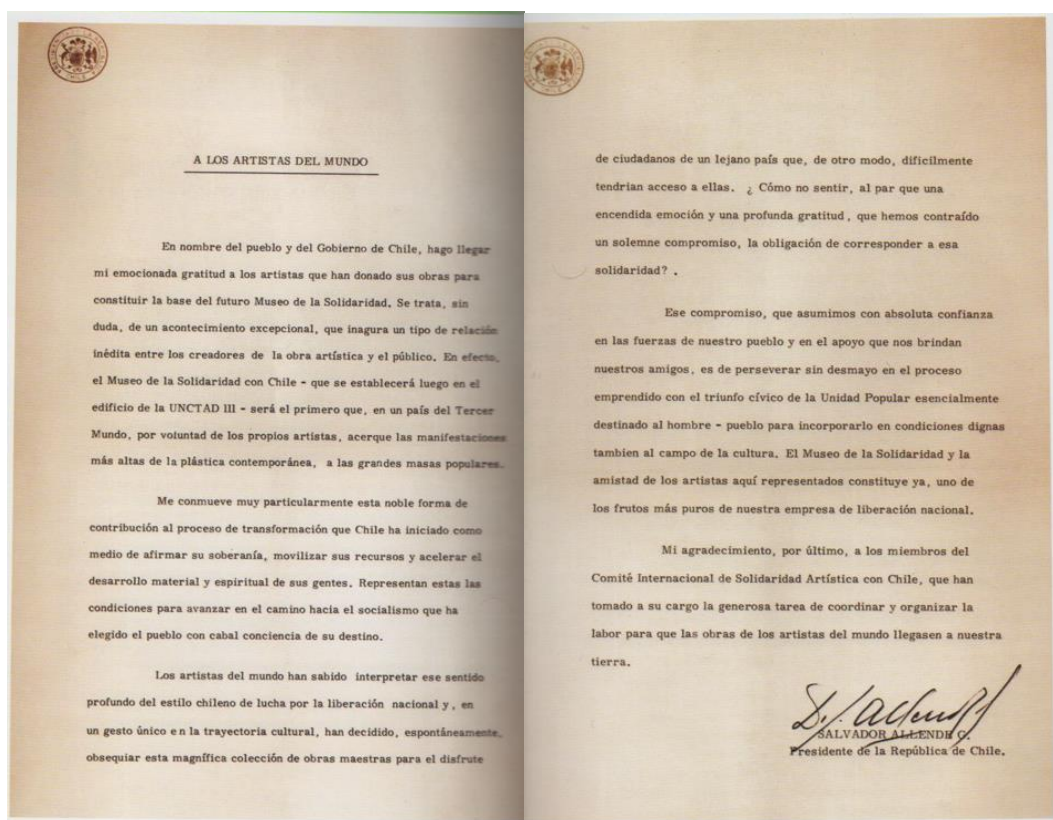 A LOS ARTISTAS DEL MUNDO
En nombre del pueblo y del Gobierno de Chile, hago llegar
mi emocionada gratitud a los artistas que han donado sus obras para
constituir la base del futuro Museo de la Solidaridad. Se trata, sin
duda, de un acontecimiento excepcional, que inagura un tipo de relación
inédita entre los creadores de la obra artística y el público. En efecto,
el Museo de la Solidaridad con Chile - que se establecerá luego en el
edificio de la UNCTAD III - será el primero que, en un país del Tercer
Mundo, por voluntad de los propios artistas, acerque las manifestaciones
más altas de la plástica contemporánea, a las grandes masas populares.
Me conmueve muy particularmente esta noble forma de
contribución al proceso de transformación que Chile ha iniciado como
medio de afirmar su soberanía, movilizar sus recursos y acelerar el
desarrollo material y espiritual de sus gentes. Representan estas las
condiciones para avanzar en el camino hacia el socialismo que ha
elegido el pueblo con cabal conciencia de su destino.
Los artistas del mundo han sabido interpretar ese sentido
profundo del estilo chileno de lucha por la liberación nacional y, en
un gesto único en la trayectoria cultural, han decidido, espontáneamente,
obsequiar esta magnífica colección de obras maestras para el disfrute
de ciudadanos de un lejano país que, de otro modo, dificilmente
tendrian acceso a ellas. ¿ Cómo no sentir, al par que una
encendida emoción y una profunda gratitud, que hemos contraído
un solemne compromiso, la obligación de corresponder a esa
solidaridad? .
Ese compromiso, que asumimos con absoluta confianza
en las fuerzas de nuestro pueblo y en el apoyo que nos brindan
nuestros amigos, es de perseverar sin desmayo en el proceso
emprendido con el triunfo cívico de la Unidad Popular esencialmente
destinado al hombre - pueblo para incorporarlo en condiciones dignas
tambien al campo de la cultura. El Museo de la Solidaridad y la
amistad de los artistas aquí representados constituye ya, uno de
los frutos más puros de nuestra empresa de liberación nacional.
Mi agradecimiento, por último, a los miembros del
Comité Internacional de Solidaridad Artística con Chile, que han
tomado a su cargo la generosa tarea de coordinar y organizar la
labor para que las obras de los artistas del mundo llegasen a nuestra
tierra.
SALVADOR ALLENDE G.
Presidente de la República de Chile.